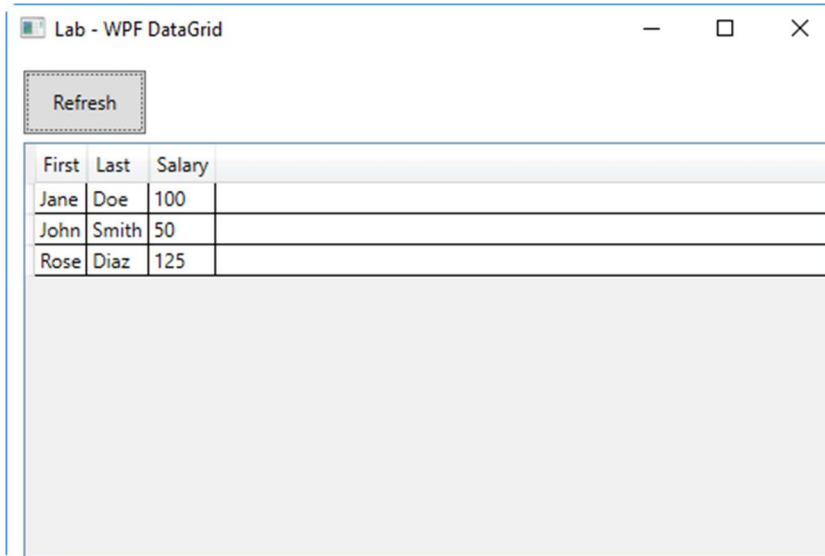 Lab - WPF DataGrid
Refresh
First Last Salary
Jane Doe 100
John Smith 50
Rose Diaz 125